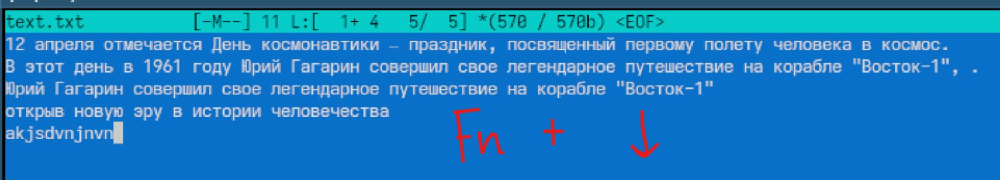 text.txt [-M--] 11 L:[ 1+ 4 5/ 5] *(570 / 570b) <EOF>
12 апреля отмечается День космонавтики – праздник, посвященный первому полету человека в космос.
В этот день в 1961 году Юрий Гагарин совершил свое легендарное путешествие на корабле "Восток-1", .
Юрий Гагарин совершил свое легендарное путешествие на корабле "Восток-1"
открыв новую эру в истории человечества
akjsdvnjnvn
Fn + ↓